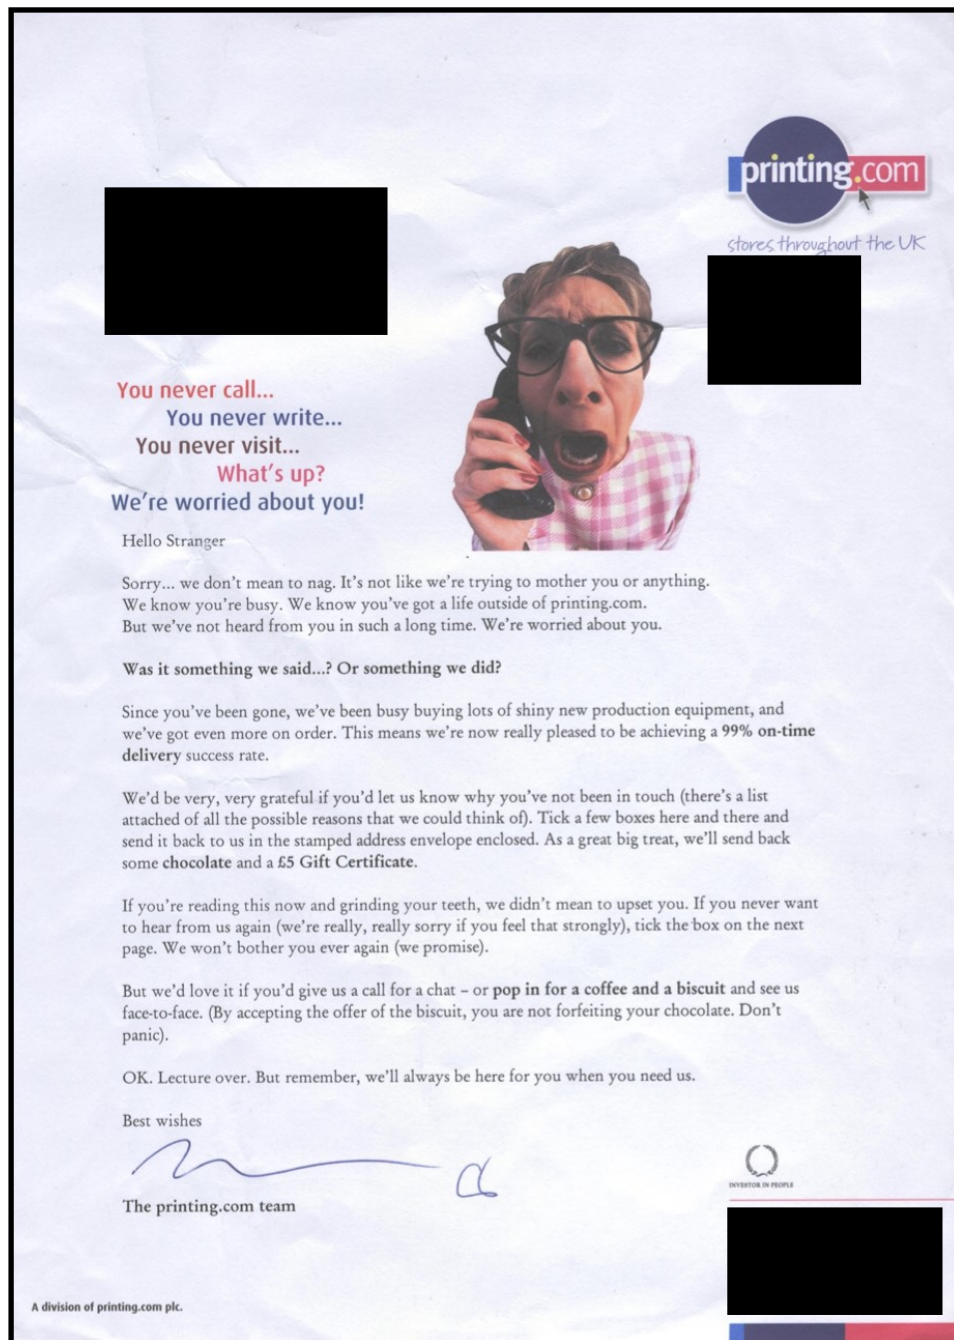 printing.com
stores throughout the UK
You never call...
You never write...
You never visit...
What's up?
We're worried about you!
Hello Stranger
Sorry... we don't mean to nag. It's not like we're trying to mother you or anything.
We know you're busy. We know you've got a life outside of printing.com.
But we've not heard from you in such a long time. We're worried about you.
Was it something we said...? Or something we did?
Since you've been gone, we've been busy buying lots of shiny new production equipment, and
we've got even more on order. This means we're now really pleased to be achieving a 99% on-time
delivery success rate.
We'd be very, very grateful if you'd let us know why you've not been in touch (there's a list
attached of all the possible reasons that we could think of). Tick a few boxes here and there and
send it back to us in the stamped address envelope enclosed. As a great big treat, we'll send back
some chocolate and a £5 Gift Certificate.
If you're reading this now and grinding your teeth, we didn't mean to upset you. If you never want
to hear from us again (we're really, really sorry if you feel that strongly), tick the box on the next
page. We won't bother you ever again (we promise).
But we'd love it if you'd give us a call for a chat – or pop in for a coffee and a biscuit and see us
face-to-face. (By accepting the offer of the biscuit, you are not forfeiting your chocolate. Don't
panic).
OK. Lecture over. But remember, we'll always be here for you when you need us.
Best wishes
The printing.com team
INVESTOR IN PEOPLE
A division of printing.com plc.